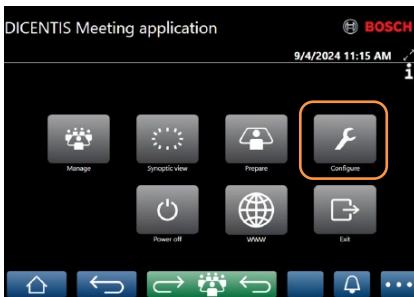 DICENTIS Meeting application
BOSCH
9/4/2024 11:15 AM
i
Manage
Synoptic view
Prepare
Configure
Power off
WWW
Exit